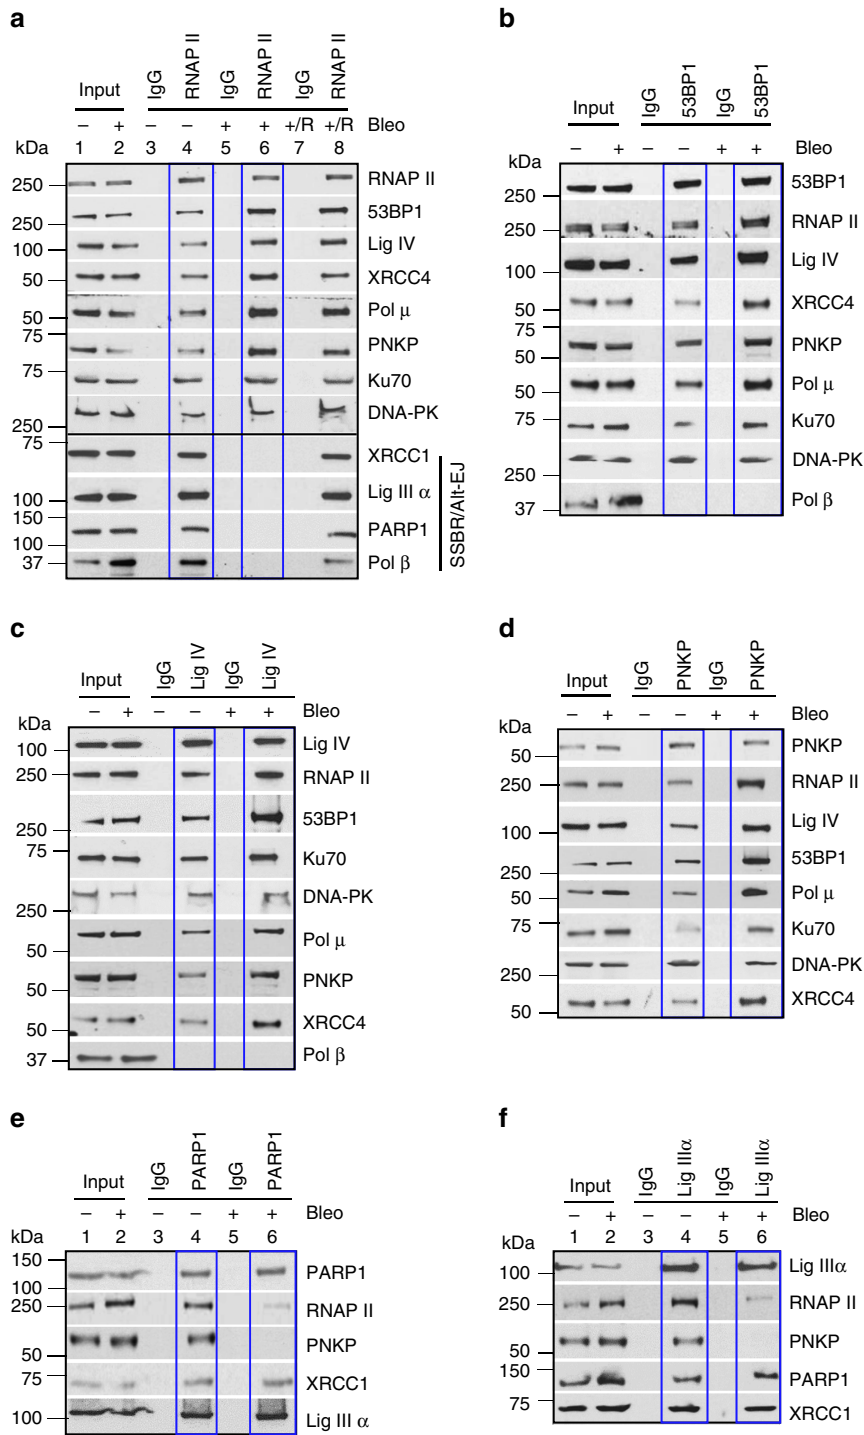 a
Input IgG RNAP II IgG RNAP II IgG RNAP II
– + – – + + +/R +/R Bleo
kDa 1 2 3 4 5 6 7 8
250 RNAP II
250 53BP1
100 Lig IV
50 XRCC4
50 Pol μ
75 PNKP
75 Ku70
250 DNA-PK
75 XRCC1
100 Lig III α
150 PARP1
100
37 Pol β
SSBR/Alt-EJ
b
Input IgG 53BP1 IgG 53BP1
– + – – + + Bleo
kDa
250 53BP1
250 RNAP II
100 Lig IV
50 XRCC4
75
50 PNKP
50 Pol μ
75 Ku70
250 DNA-PK
37 Pol β
c
Input IgG Lig IV IgG Lig IV
– + – – + + Bleo
kDa
100 Lig IV
250 RNAP II
250 53BP1
75 Ku70
250 DNA-PK
50 Pol μ
50 PNKP
50 XRCC4
37 Pol β
d
Input IgG PNKP IgG PNKP
– + – – + + Bleo
kDa
50 PNKP
250 RNAP II
100 Lig IV
250 53BP1
50 Pol μ
75 Ku70
250 DNA-PK
50 XRCC4
e
Input IgG PARP1 IgG PARP1
– + – – + + Bleo
kDa 1 2 3 4 5 6
150 PARP1
100
250 RNAP II
50 PNKP
75 XRCC1
100 Lig III α
f
Input IgG Lig IIIα IgG Lig IIIα
– + – – + + Bleo
kDa 1 2 3 4 5 6
100 Lig IIIα
250 RNAP II
50 PNKP
150 PARP1
75 XRCC1